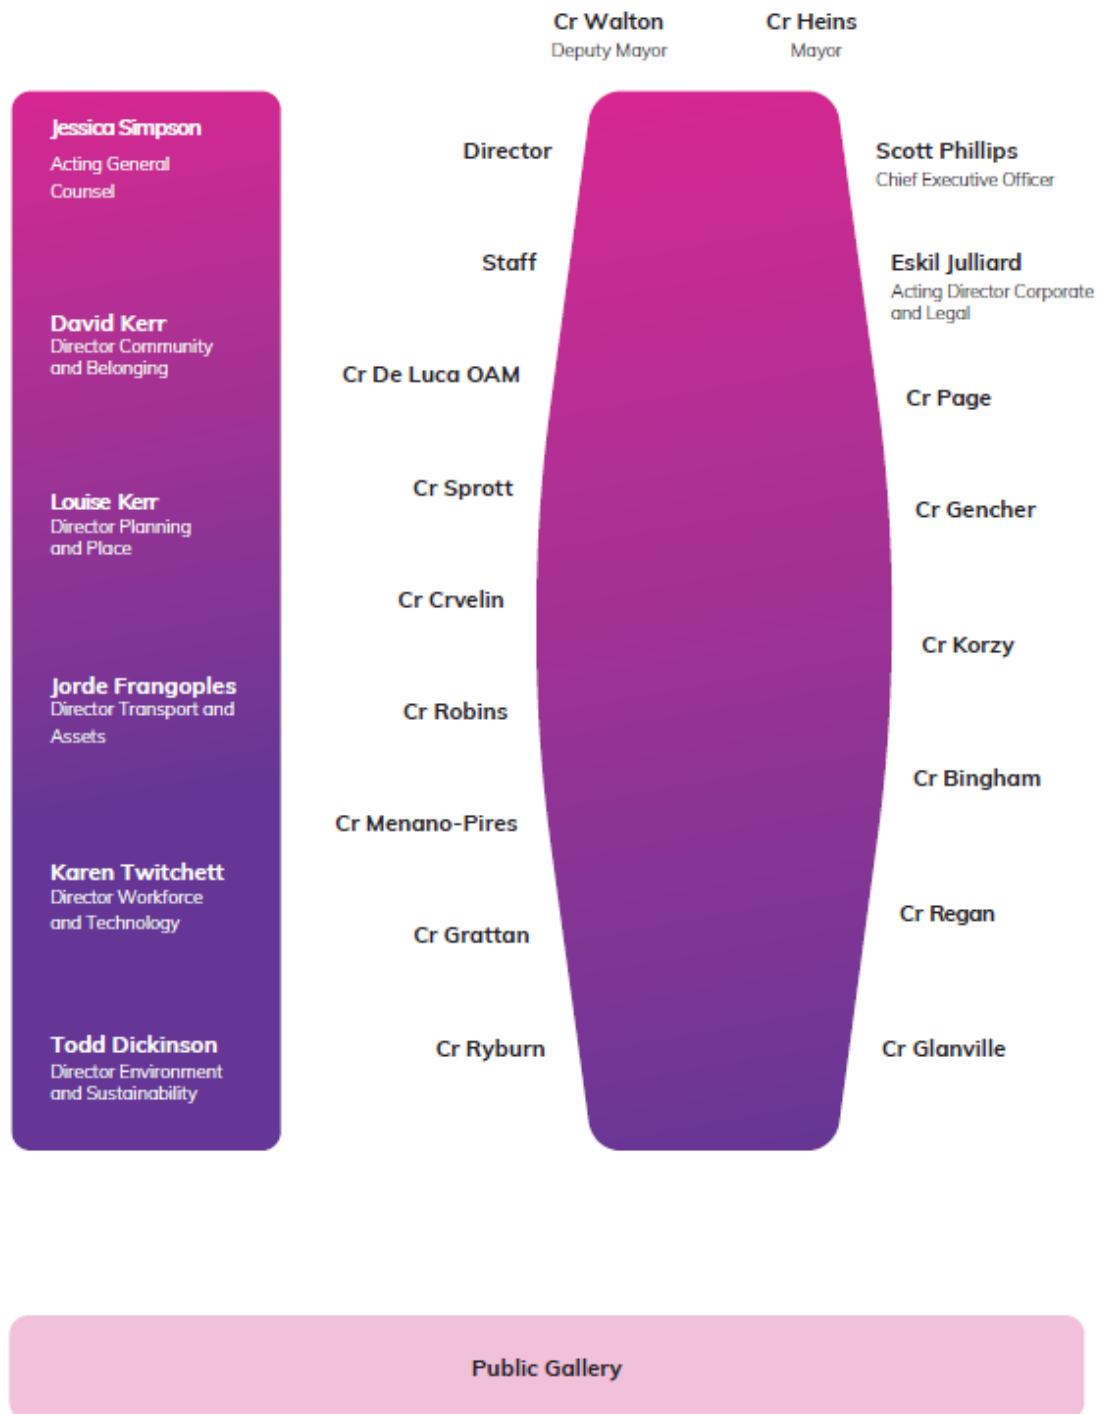 Cr Walton
Deputy Mayor
Cr Heins
Mayor
Jessica Simpson
Acting General
Counsel
David Kerr
Director Community
and Belonging
Louise Kerr
Director Planning
and Place
Jorde Frangoples
Director Transport and
Assets
Karen Twitchett
Director Workforce
and Technology
Todd Dickinson
Director Environment
and Sustainability
Director
Staff
Cr De Luca OAM
Cr Sprott
Cr Crvelin
Cr Robins
Cr Menano-Pires
Cr Grattan
Cr Ryburn
Scott Phillips
Chief Executive Officer
Eskil Julliard
Acting Director Corporate
and Legal
Cr Page
Cr Gencher
Cr Korzy
Cr Bingham
Cr Regan
Cr Glanville
Public Gallery